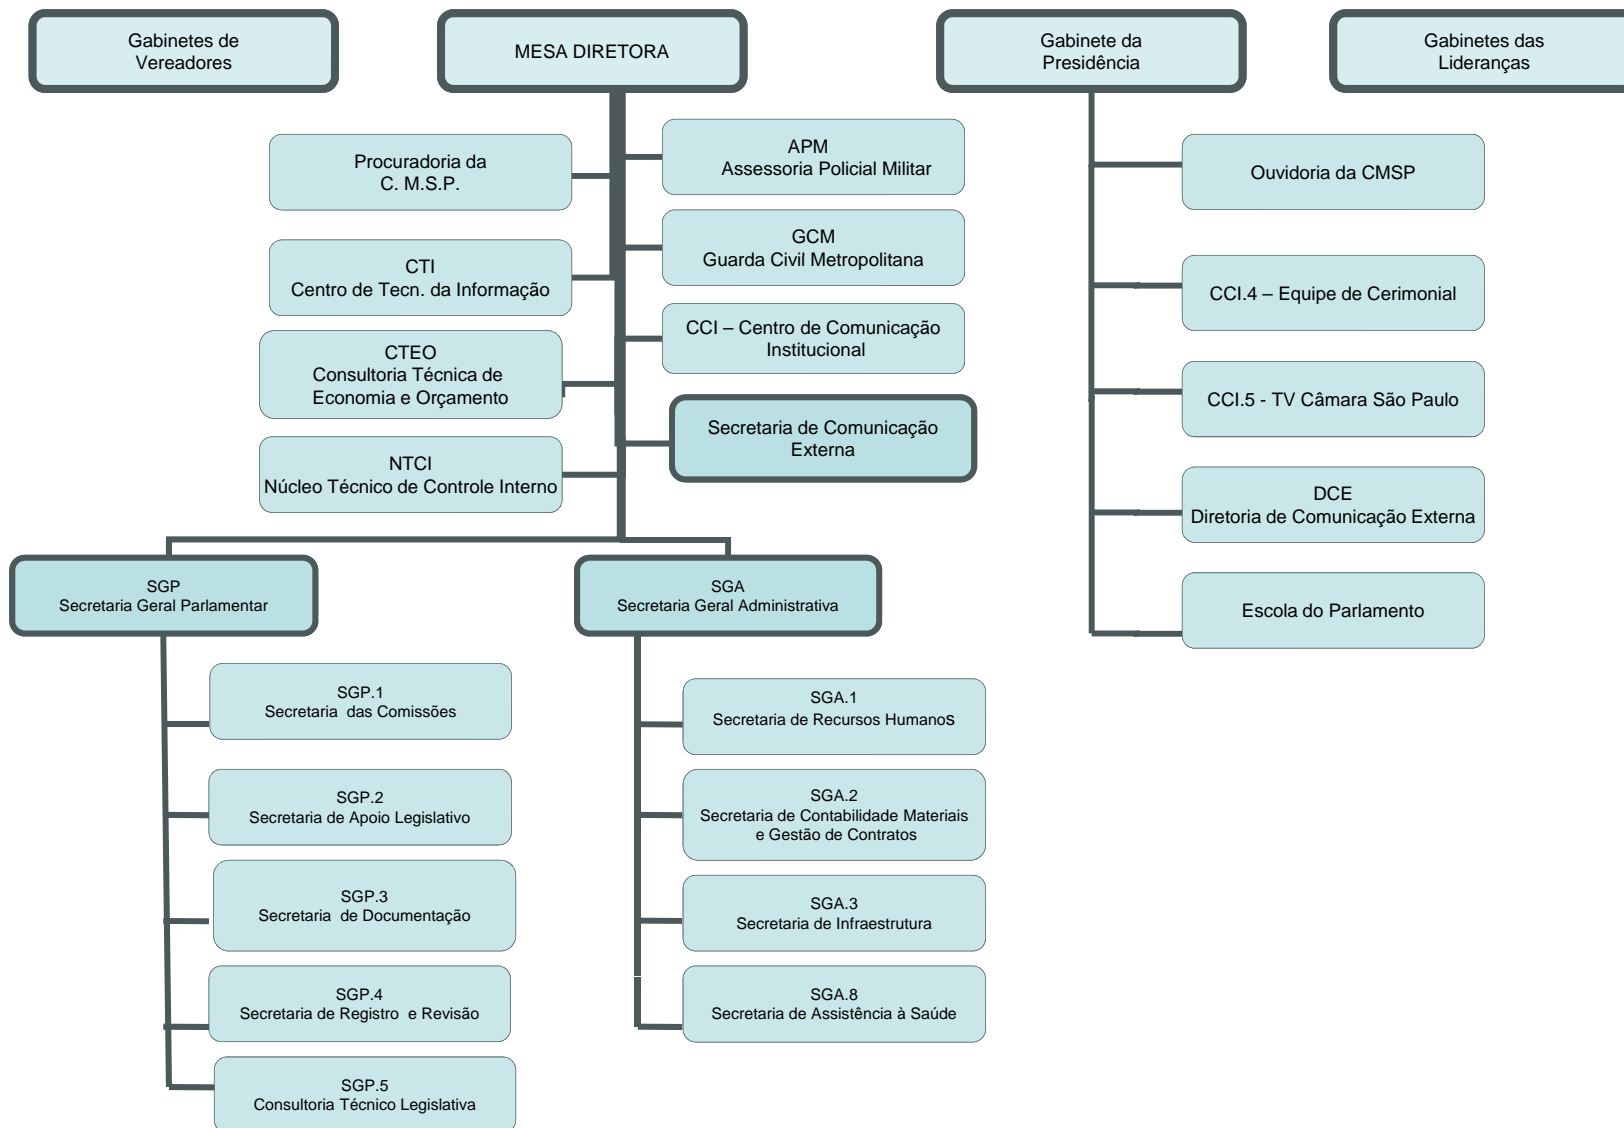 Gabinetes de
Vereadores
MESA DIRETORA
Gabinete da
Presidência
Gabinetes das
Lideranças
Procuradoria da
C. M.S.P.
APM
Assessoria Policial Militar
Ouvidoria da CMSP
CTI
Centro de Tecn. da Informação
GCM
Guarda Civil Metropolitana
CCI.4 – Equipe de Cerimonial
CTEO
Consultoria Técnica de
Economia e Orçamento
CCI – Centro de Comunicação
Institucional
CCI.5 - TV Câmara São Paulo
NTCI
Núcleo Técnico de Controle Interno
Secretaria de Comunicação
Externa
DCE
Diretoria de Comunicação Externa
SGP
Secretaria Geral Parlamentar
SGA
Secretaria Geral Administrativa
Escola do Parlamento
SGP.1
Secretaria das Comissões
SGP.2
Secretaria de Apoio Legislativo
SGP.3
Secretaria de Documentação
SGP.4
Secretaria de Registro e Revisão
SGP.5
Consultoria Técnico Legislativa
SGA.1
Secretaria de Recursos Humanos
SGA.2
Secretaria de Contabilidade Materiais
e Gestão de Contratos
SGA.3
Secretaria de Infraestrutura
SGA.8
Secretaria de Assistência à Saúde